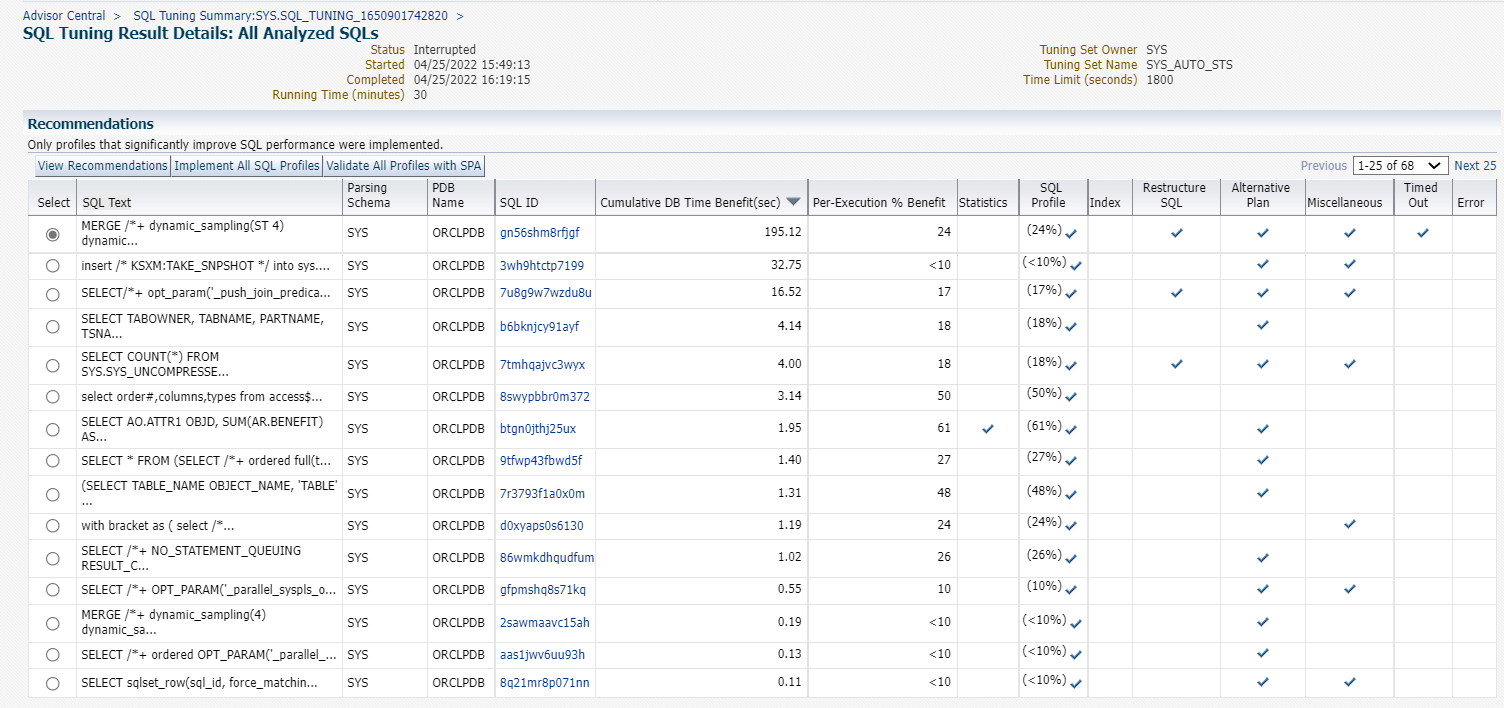 Advisor Central > SQL Tuning Summary:SYS.SQL_TUNING_1650901742820 >
SQL Tuning Result Details: All Analyzed SQLs
Status Interrupted
Started 04/25/2022 15:49:13
Completed 04/25/2022 16:19:15
Running Time (minutes) 30
Tuning Set Owner SYS
Tuning Set Name SYS_AUTO_STS
Time Limit (seconds) 1800
Recommendations
Only profiles that significantly improve SQL performance were implemented.
View Recommendations Implement All SQL Profiles Validate All Profiles with SPA Previous 1-25 of 68 Next 25
Select SQL Text Parsing Schema PDB Name SQL ID Cumulative DB Time Benefit(sec) Per-Execution % Benefit Statistics SQL Profile Index Restructure SQL Alternative Plan Miscellaneous Timed Out Error
MERGE /*+ dynamic_sampling(ST 4) dynamic... SYS ORCLPDB gn56shm8rfjgf 195.12 24 (24%)
insert /* KSXM:TAKE_SNPSHOT */ into sys.... SYS ORCLPDB 3wh9htctp7199 32.75 <10 (<10%)
SELECT/*+ opt_param('_push_join_predica... SYS ORCLPDB 7u8g9w7wzdu8u 16.52 17 (17%)
SELECT TABOWNER, TABNAME, PARTNAME, TSNA... SYS ORCLPDB b6bknjcy91ayf 4.14 18 (18%)
SELECT COUNT(*) FROM SYS.SYS_UNCOMPRESSE... SYS ORCLPDB 7tmhqajvc3wyx 4.00 18 (18%)
select order#,columns,types from access$... SYS ORCLPDB 8swypbbr0m372 3.14 50 (50%)
SELECT AO.ATTR1 OBJD, SUM(AR.BENEFIT) AS... SYS ORCLPDB btgn0jthj25ux 1.95 61 (61%)
SELECT * FROM (SELECT /*+ ordered full(t... SYS ORCLPDB 9tfwp43fbwd5f 1.40 27 (27%)
(SELECT TABLE_NAME OBJECT_NAME, 'TABLE' ... SYS ORCLPDB 7r3793f1a0x0m 1.31 48 (48%)
with bracket as ( select /*... SYS ORCLPDB d0xyaps0s6130 1.19 24 (24%)
SELECT /*+ NO_STATEMENT_QUEUING RESULT_C... SYS ORCLPDB 86wmkdhqudfum 1.02 26 (26%)
SELECT /*+ OPT_PARAM('_parallel_syspls_o... SYS ORCLPDB gfpmshq8s71kq 0.55 10 (10%)
MERGE /*+ dynamic_sampling(4) dynamic_sa... SYS ORCLPDB 2sawmaavc15ah 0.19 <10 (<10%)
SELECT /*+ ordered OPT_PARAM('_parallel_... SYS ORCLPDB aas1jwv6uu93h 0.13 <10 (<10%)
SELECT sqlset_row(sql_id, force_matchin... SYS ORCLPDB 8q21mr8p071nn 0.11 <10 (<10%)